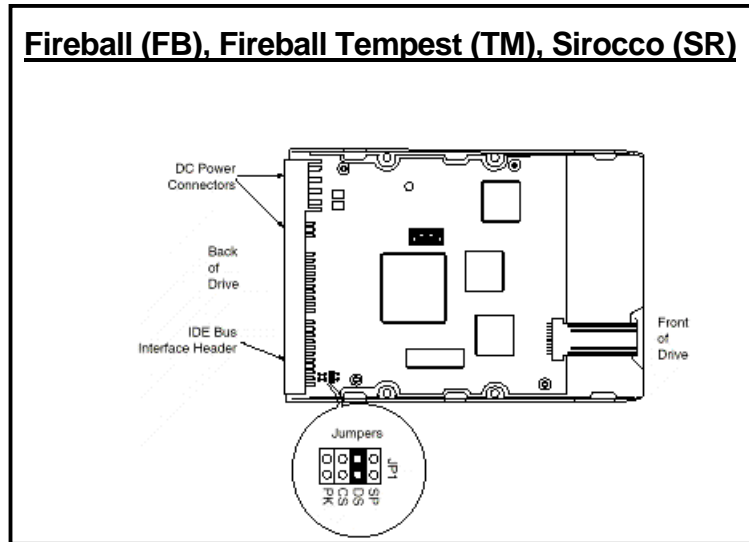 Fireball (FB), Fireball Tempest (TM), Sirocco (SR)
DC Power
Connectors
Back
of
Drive
IDE Bus
Interface Header
Front
of
Drive
Jumpers
JP1
PK
CS
DS
SP